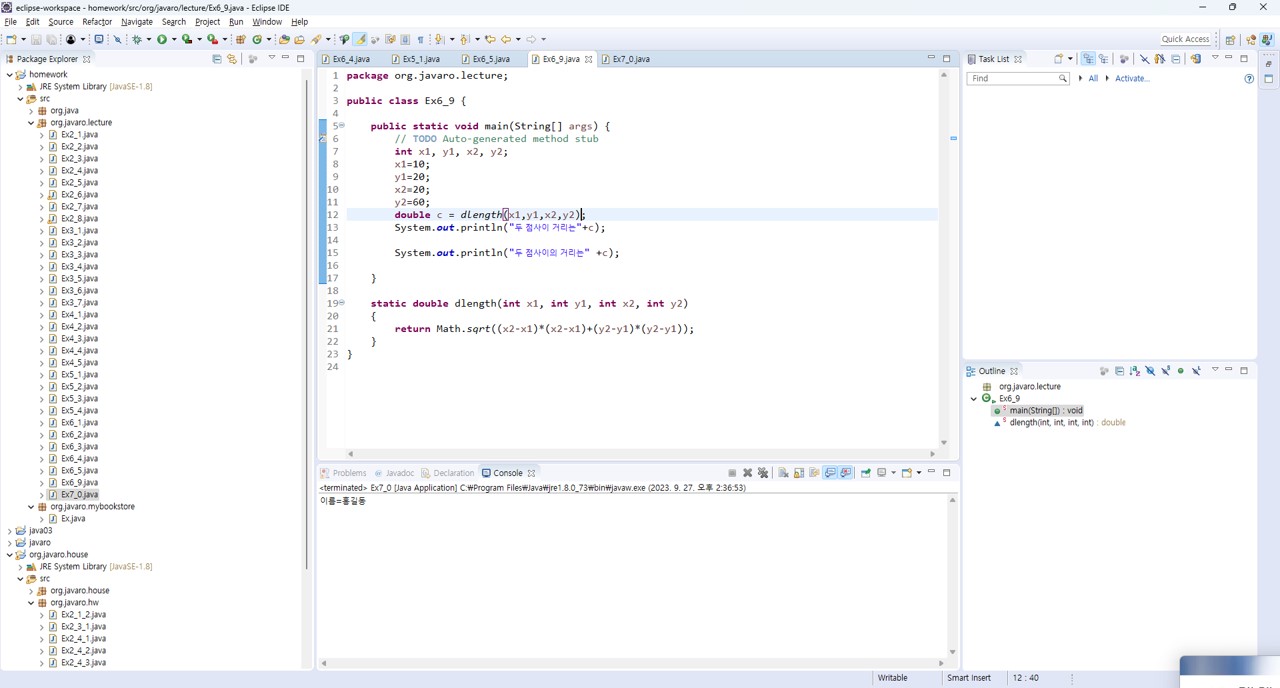 eclipse-workspace - homework/src/org/javaro/lecture/Ex6_9.java - Eclipse IDE
File Edit Source Refactor Navigate Search Project Run Window Help
Quick Access
Package Explorer
homework
JRE System Library [JavaSE-1.8]
src
org.java
org.javaro.lecture
Ex2_1.java
Ex2_2.java
Ex2_3.java
Ex2_4.java
Ex2_5.java
Ex2_6.java
Ex2_7.java
Ex2_8.java
Ex3_1.java
Ex3_2.java
Ex3_3.java
Ex3_4.java
Ex3_5.java
Ex3_6.java
Ex3_7.java
Ex4_1.java
Ex4_2.java
Ex4_3.java
Ex4_4.java
Ex4_5.java
Ex5_1.java
Ex5_2.java
Ex5_3.java
Ex5_4.java
Ex6_1.java
Ex6_2.java
Ex6_3.java
Ex6_4.java
Ex6_5.java
Ex6_9.java
Ex7_0.java
org.javaro.mybookstore
Ex.java
java03
javaro
org.javaro.house
JRE System Library [JavaSE-1.8]
src
org.javaro.house
org.javaro.hw
Ex2_1_2.java
Ex2_3_1.java
Ex2_4_1.java
Ex2_4_2.java
Ex2_4_3.java
Ex6_4.java Ex5_1.java Ex6_5.java Ex6_9.java Ex7_0.java
1 package org.javaro.lecture;
2
3 public class Ex6_9 {
4
5 public static void main(String[] args) {
6 // TODO Auto-generated method stub
7 int x1, y1, x2, y2;
8 x1=10;
9 y1=20;
10 x2=20;
11 y2=60;
12 double c = dlength(x1,y1,x2,y2);
13 System.out.println("두 점사이 거리는"+c);
14
15 System.out.println("두 점사이의 거리는" +c);
16
17 }
18
19 static double dlength(int x1, int y1, int x2, int y2)
20 {
21 return Math.sqrt((x2-x1)*(x2-x1)+(y2-y1)*(y2-y1));
22 }
23 }
24
Problems Javadoc Declaration Console
<terminated> Ex7_0 [Java Application] C:₩Program Files₩Java₩jre1.8.0_73₩bin₩javaw.exe (2023. 9. 27. 오후 2:36:53)
이름=홍길동
Task List
Find All Activate...
Outline
org.javaro.lecture
Ex6_9
main(String[]) : void
dlength(int, int, int, int) : double
Writable Smart Insert 12 : 40